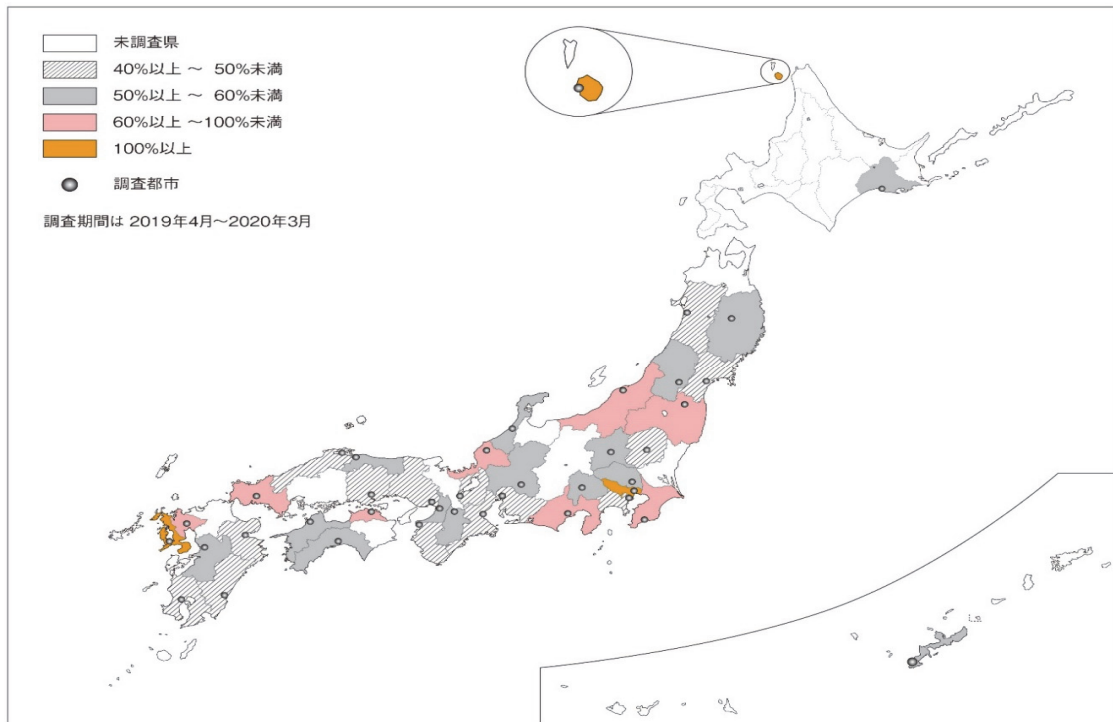 未調査県
40%以上 ～ 50%未満
50%以上 ～ 60%未満
60%以上 ～100%未満
100%以上
調査都市
調査期間は 2019年4月～2020年3月